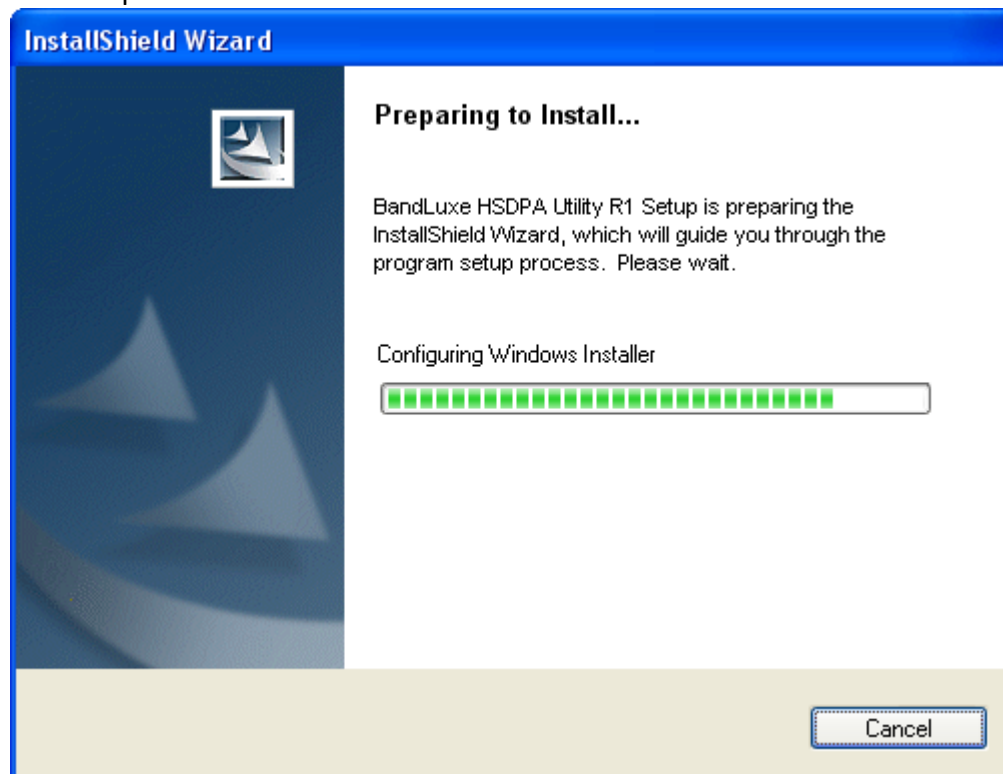 InstallShield Wizard
Preparing to Install...
BandLuxe HSDPA Utility R1 Setup is preparing the
InstallShield Wizard, which will guide you through the
program setup process.  Please wait.
Configuring Windows Installer
Cancel